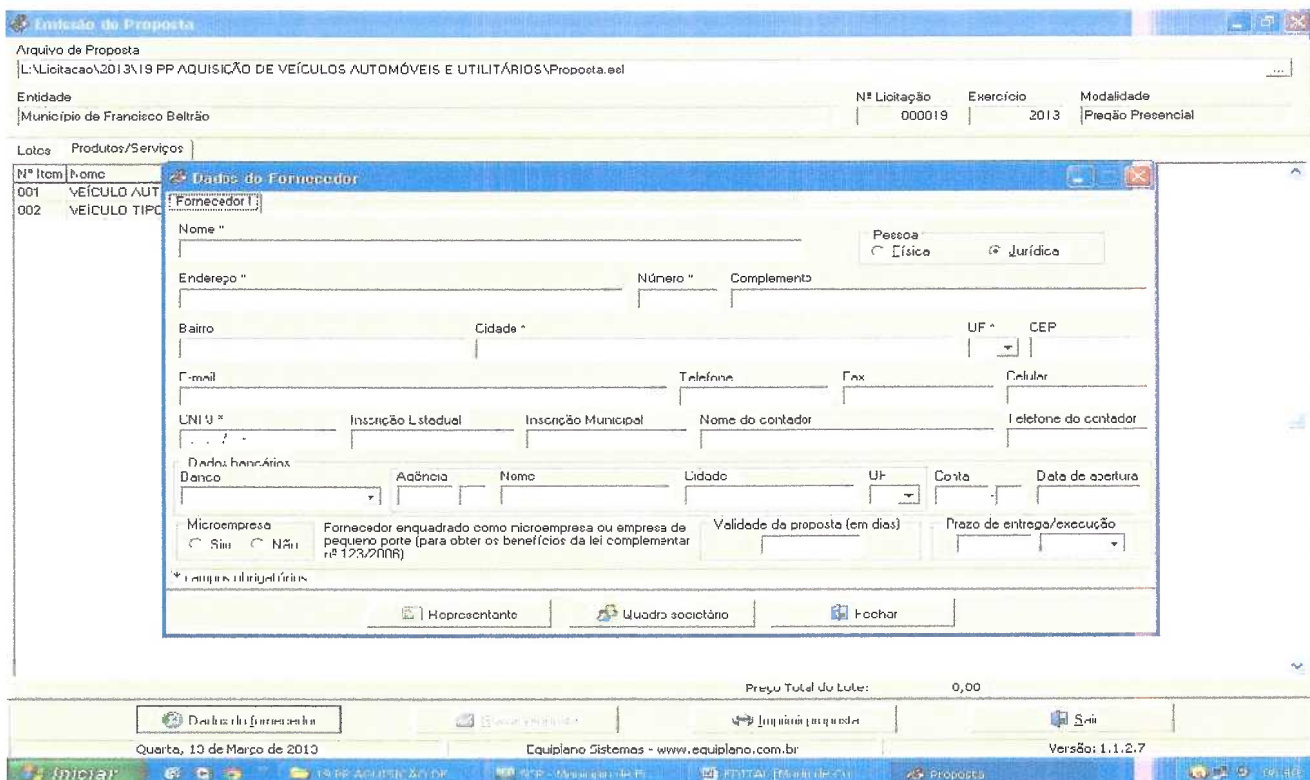 Emissão de Proposta
Arquivo de Proposta
L:\Licitacao\2013\19 PP AQUISIÇÃO DE VEÍCULOS AUTOMÓVEIS E UTILITÁRIOS\Proposta.esl
...
Entidade Nº Licitação Exercício Modalidade
Município de Francisco Beltrão 000019 2013 Pregão Presencial
Lotes Produtos/Serviços
Nº Item Nome
001 VEÍCULO AUT
002 VEÍCULO TIPO
Dados do Fornecedor
Fornecedor
Nome *
Pessoa
Física Jurídica
Endereço * Número * Complemento
Bairro Cidade * UF * CEP
E-mail Telefone Fax Celular
CNPJ * Inscrição Estadual Inscrição Municipal Nome do contador Telefone do contador
. . / -
Dados bancários
Banco Agência Nome Cidade UF Conta Data de abertura
-
Microempresa
Sim Não
Fornecedor enquadrado como microempresa ou empresa de
pequeno porte (para obter os benefícios da lei complementar
nº 123/2006)
Validade da proposta (em dias) Prazo de entrega/execução
* campos obrigatórios
Representante Quadro societário Fechar
Preço Total do Lote: 0,00
Dados do fornecedor Imprimir proposta Sair
Quarta, 13 de Março de 2013 Equiplano Sistemas - www.equiplano.com.br Versão: 1.1.2.7
Iniciar 19 PP AQUISIÇÃO DE Proposta